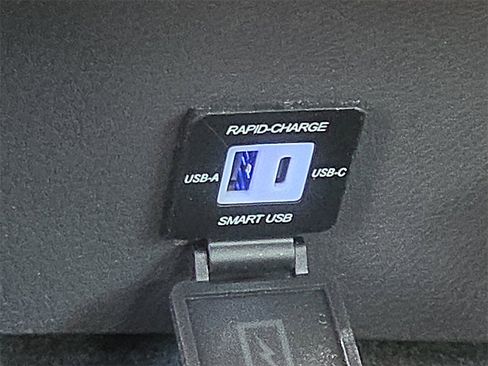 RAPID-CHARGE
USB-A USB-C
SMART USB